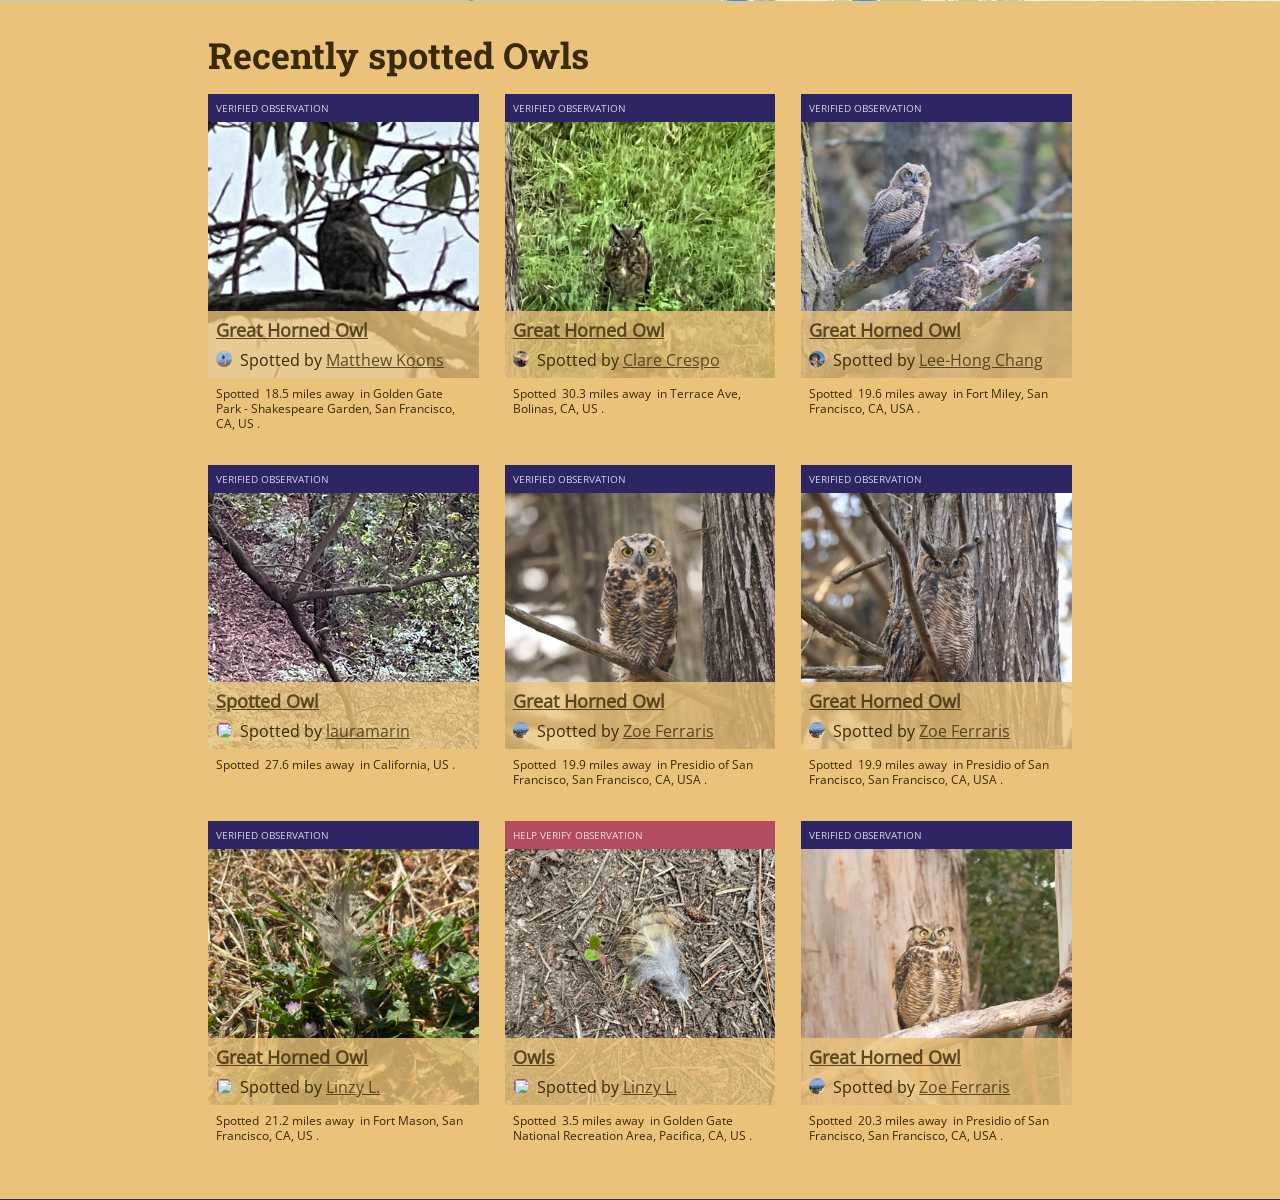 Recently spotted Owls
VERIFIED OBSERVATION
Great Horned Owl
Spotted by Matthew Koons
Spotted 18.5 miles away in Golden Gate
Park - Shakespeare Garden, San Francisco,
CA, US .
VERIFIED OBSERVATION
Great Horned Owl
Spotted by Clare Crespo
Spotted 30.3 miles away in Terrace Ave,
Bolinas, CA, US .
VERIFIED OBSERVATION
Great Horned Owl
Spotted by Lee-Hong Chang
Spotted 19.6 miles away in Fort Miley, San
Francisco, CA, USA .
VERIFIED OBSERVATION
Spotted Owl
Spotted by lauramarin
Spotted 27.6 miles away in California, US .
VERIFIED OBSERVATION
Great Horned Owl
Spotted by Zoe Ferraris
Spotted 19.9 miles away in Presidio of San
Francisco, San Francisco, CA, USA .
VERIFIED OBSERVATION
Great Horned Owl
Spotted by Zoe Ferraris
Spotted 19.9 miles away in Presidio of San
Francisco, San Francisco, CA, USA .
VERIFIED OBSERVATION
Great Horned Owl
Spotted by Linzy L.
Spotted 21.2 miles away in Fort Mason, San
Francisco, CA, US .
HELP VERIFY OBSERVATION
Owls
Spotted by Linzy L.
Spotted 3.5 miles away in Golden Gate
National Recreation Area, Pacifica, CA, US .
VERIFIED OBSERVATION
Great Horned Owl
Spotted by Zoe Ferraris
Spotted 20.3 miles away in Presidio of San
Francisco, San Francisco, CA, USA .